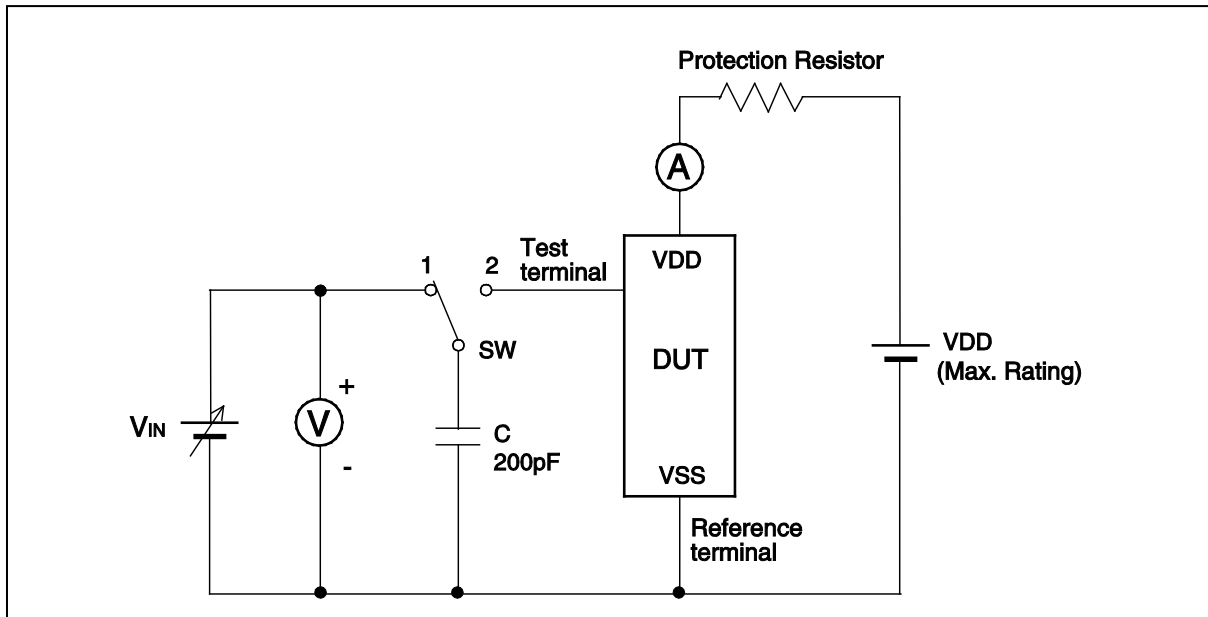 Protection Resistor
A
Test
terminal
1
2
VDD
SW
DUT
VDD
(Max. Rating)
+
VIN
V
C
200pF
-
VSS
Reference
terminal